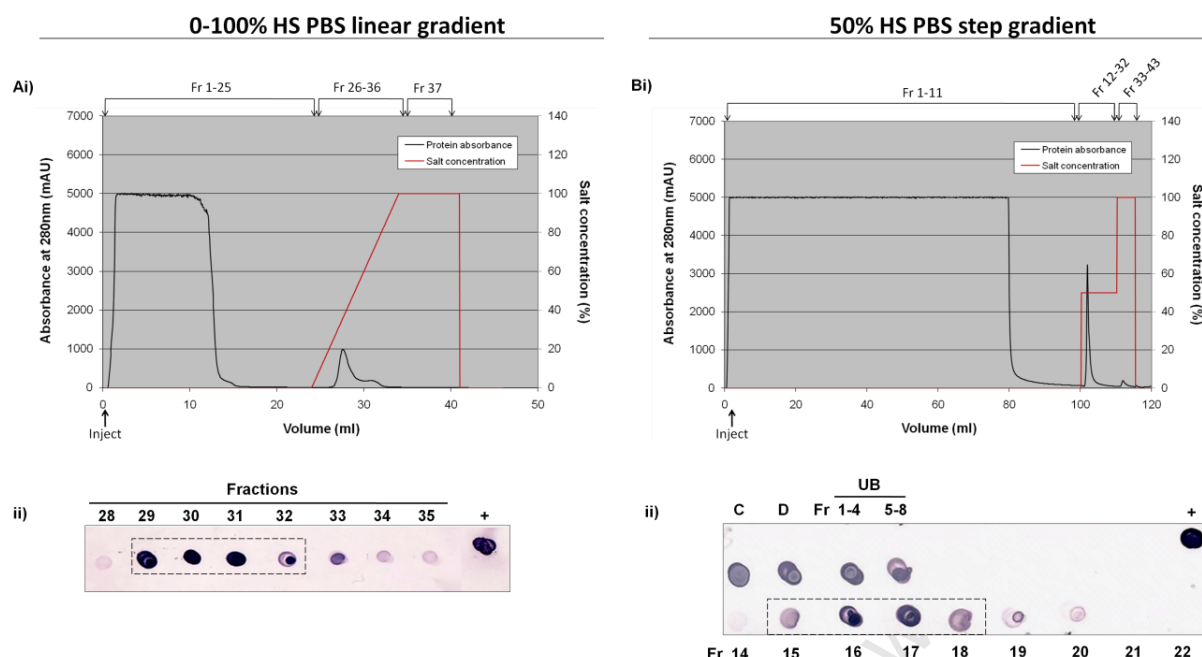 0-100% HS PBS linear gradient
50% HS PBS step gradient
Ai)
Fr 1-25
Fr 26-36
Fr 37
7000
6000
5000
4000
3000
2000
1000
0
Absorbance at 280nm (mAU)
Protein absorbance
Salt concentration
140
120
100
80
60
40
20
0
Salt concentration (%)
0 10 20 30 40 50
Volume (ml)
Inject
Bi)
Fr 1-11
Fr 12-32
Fr 33-43
7000
6000
5000
4000
3000
2000
1000
0
Absorbance at 280nm (mAU)
Protein absorbance
Salt concentration
140
120
100
80
60
40
20
0
Salt concentration (%)
0 20 40 60 80 100 120
Volume (ml)
Inject
ii)
Fractions
28 29 30 31 32 33 34 35 +
ii)
UB
C D Fr 1-4 5-8 +
Fr 14 15 16 17 18 19 20 21 22